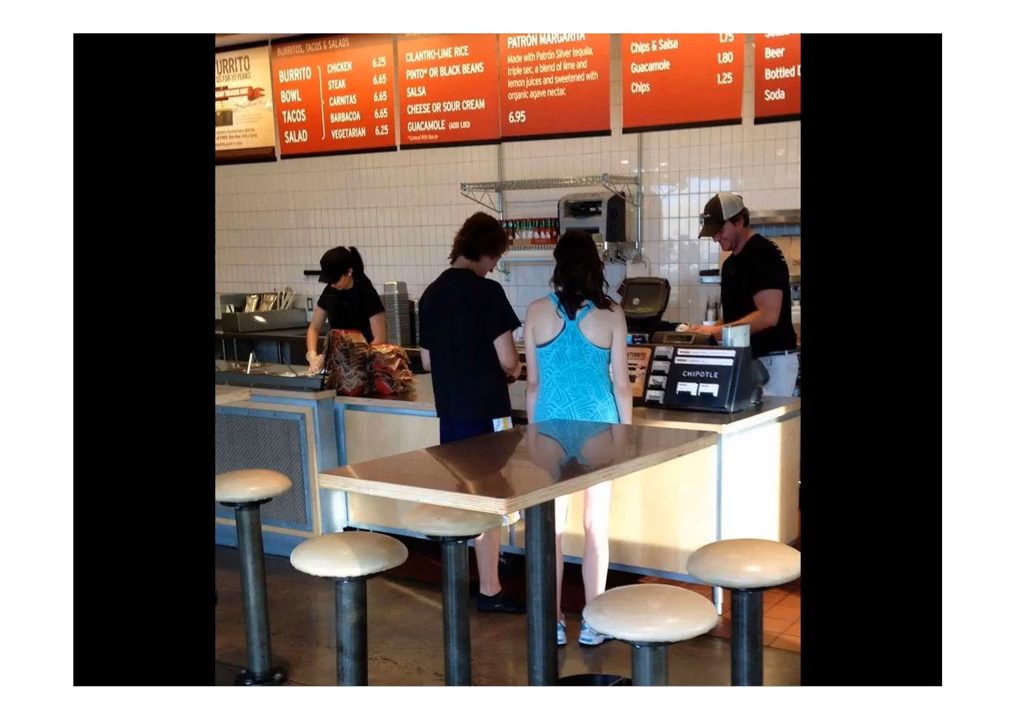 URRITO
BURRITOS, TACOS & SALADS
BURRITO
BOWL
TACOS
SALAD
CHICKEN 6.25
STEAK 6.65
CARNITAS 6.65
BARBACOA 6.65
VEGETARIAN 6.25
CILANTRO-LIME RICE
PINTO* OR BLACK BEANS
SALSA
CHEESE OR SOUR CREAM
GUACAMOLE (ADD 1.80)
*Cooked With Bacon
PATRÓN MARGARITA
Made with Patrón Silver tequila,
triple sec, a blend of lime and
lemon juices and sweetened with
organic agave nectar.
6.95
Chips & Salsa 1.75
Guacamole 1.80
Chips 1.25
Beer
Bottled
Soda
CHIPOTLE